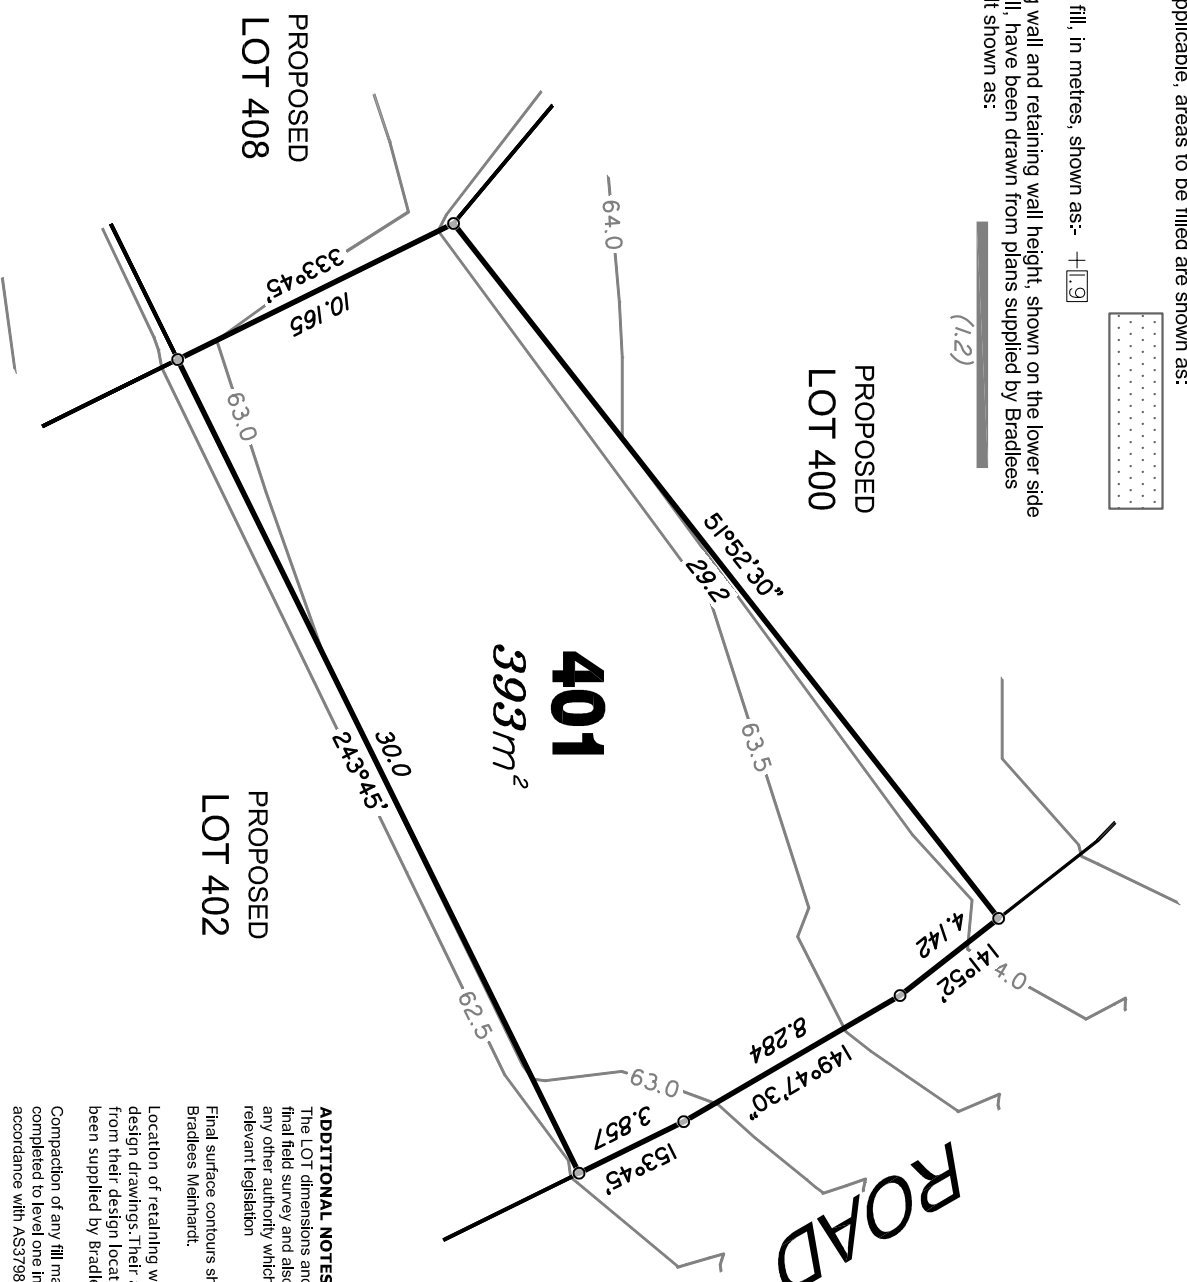 pplicable, areas to be filled are shown as:
fill, in metres, shown as:- +1.9
g wall and retaining wall height, shown on the lower side
ll, have been drawn from plans supplied by Bradlees
lt shown as:
(1.2)
PROPOSED
LOT 408
PROPOSED
LOT 400
64.0
333°45'
10.165
63.0
51°52'30"
29.2
401
393m²
63.5
30.0
243°45'
PROPOSED
LOT 402
4.142
141°52'
4.0
8.284
149°47'30"
62.5
63.0
3.857
153°45'
ROAD
ADDITIONAL NOTES
The LOT dimensions and
final field survey and also
any other authority which
relevant legislation
Final surface contours sh
Bradlees Meinhardt.
Location of retaining w
design drawings. Their
from their design locat
been supplied by Bradle
Compaction of any fill ma
completed to level one in
accordance with AS3798